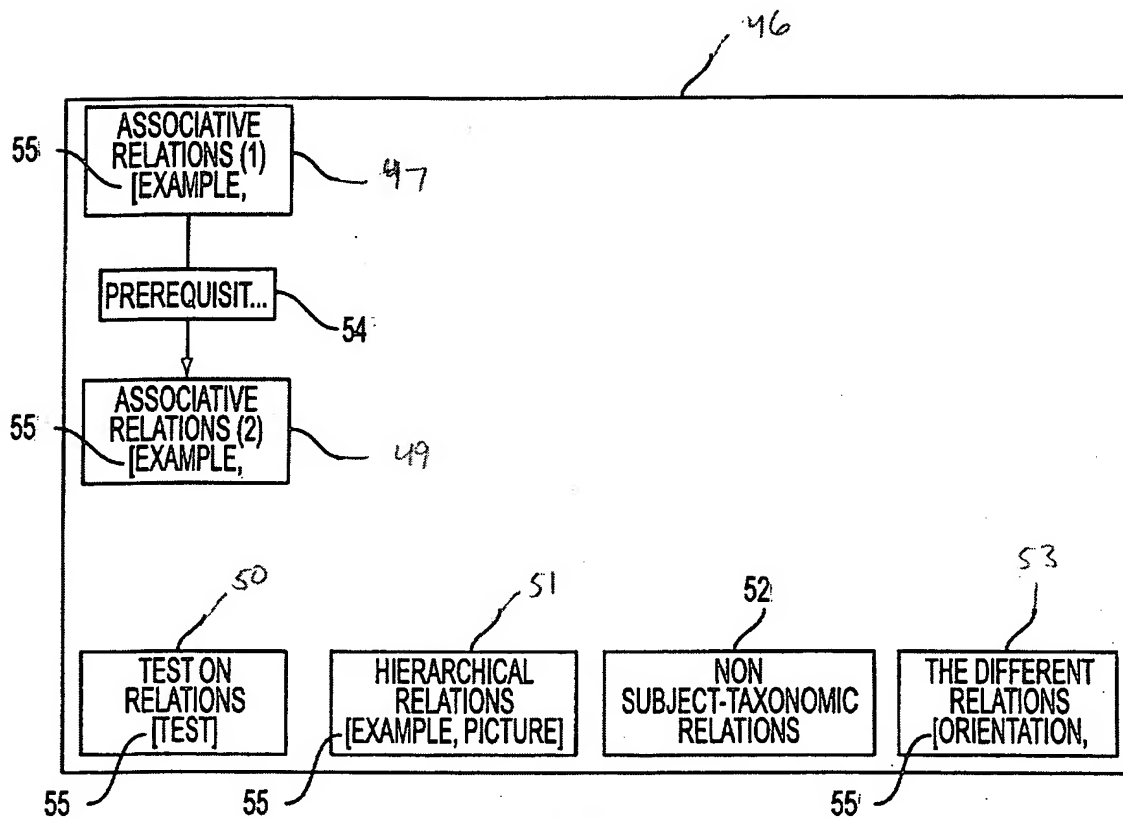 46
ASSOCIATIVE
RELATIONS (1)
[EXAMPLE,
55
47
PREREQUISIT...
54
ASSOCIATIVE
RELATIONS (2)
[EXAMPLE,
55
49
50
51
52
53
TEST ON
RELATIONS
[TEST]
HIERARCHICAL
RELATIONS
[EXAMPLE, PICTURE]
NON
SUBJECT-TAXONOMIC
RELATIONS
THE DIFFERENT
RELATIONS
[ORIENTATION,
55
55
55